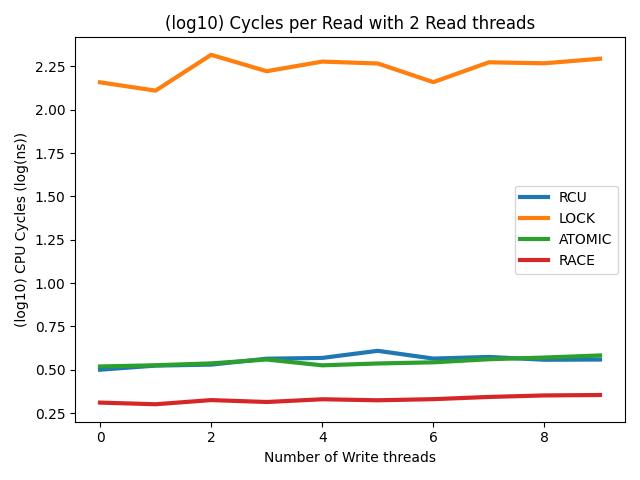 (log10) Cycles per Read with 2 Read threads
(log10) CPU Cycles (log(ns))
2.25
2.00
1.75
1.50
1.25
1.00
0.75
0.50
0.25
RCU
LOCK
ATOMIC
RACE
0 2 4 6 8
Number of Write threads